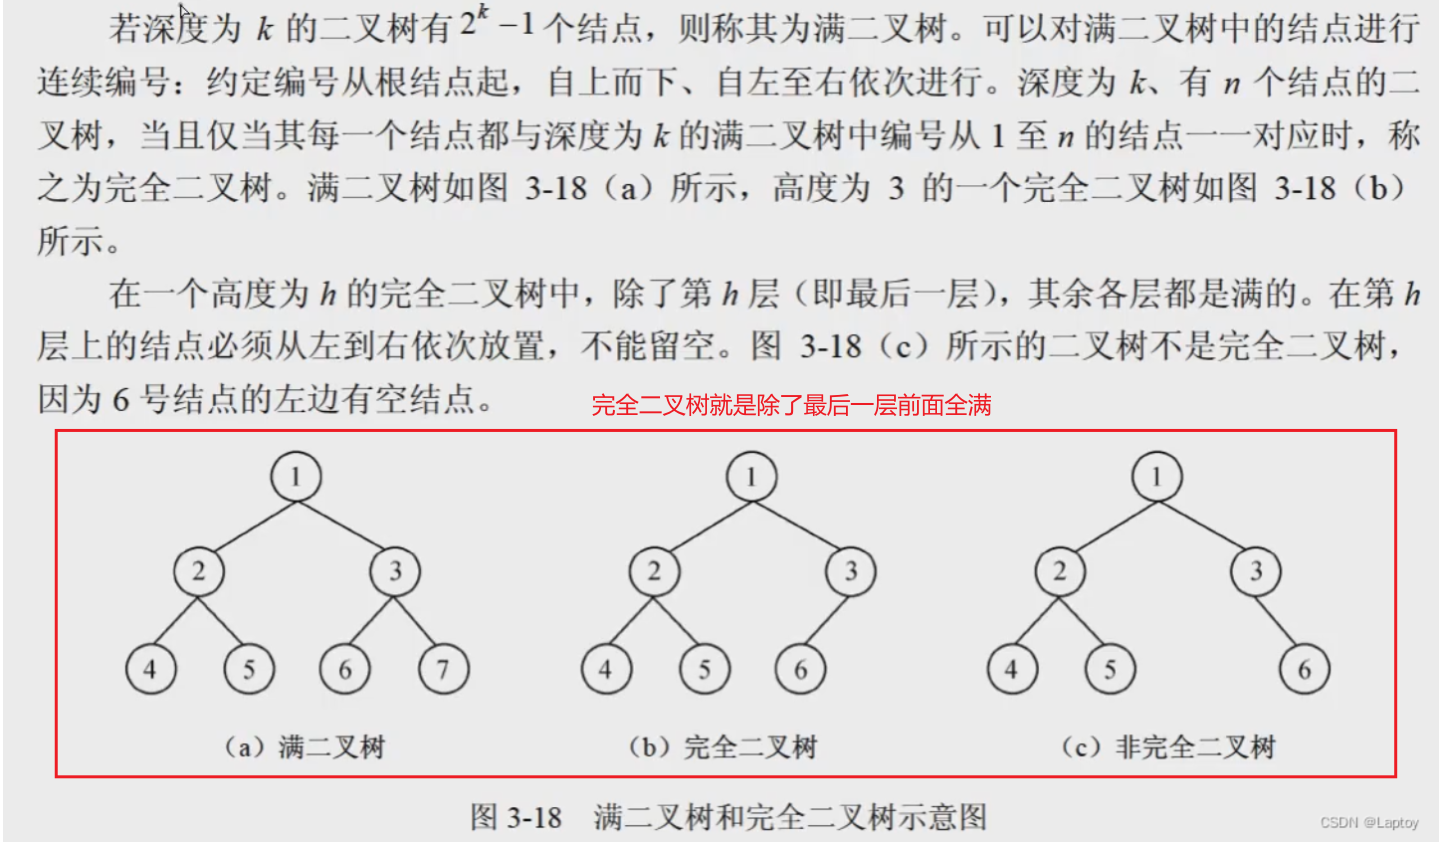 若深度为 k 的二叉树有 2^k −1 个结点，则称其为满二叉树。可以对满二叉树中的结点进行
连续编号：约定编号从根结点起，自上而下、自左至右依次进行。深度为 k、有 n 个结点的二
叉树，当且仅当其每一个结点都与深度为 k 的满二叉树中编号从 1 至 n 的结点一一对应时，称
之为完全二叉树。满二叉树如图 3-18（a）所示，高度为 3 的一个完全二叉树如图 3-18（b）
所示。
在一个高度为 h 的完全二叉树中，除了第 h 层（即最后一层），其余各层都是满的。在第 h
层上的结点必须从左到右依次放置，不能留空。图 3-18（c）所示的二叉树不是完全二叉树，
因为 6 号结点的左边有空结点。
完全二叉树就是除了最后一层前面全满
1 1 1
2 3 2 3 2 3
4 5 6 7 4 5 6 4 5 6
（a）满二叉树 （b）完全二叉树 （c）非完全二叉树
图 3-18 满二叉树和完全二叉树示意图
CSDN @Laptoy